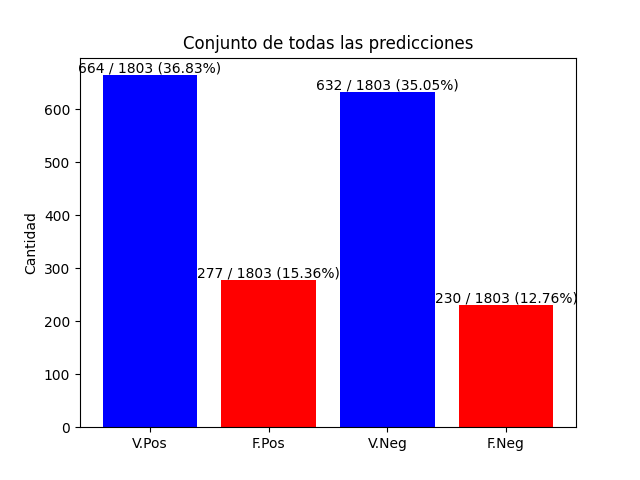 Conjunto de todas las predicciones
664 / 1803 (36.83%)
632 / 1803 (35.05%)
277 / 1803 (15.36%)
230 / 1803 (12.76%)
Cantidad
600
500
400
300
200
100
0
V.Pos
F.Pos
V.Neg
F.Neg